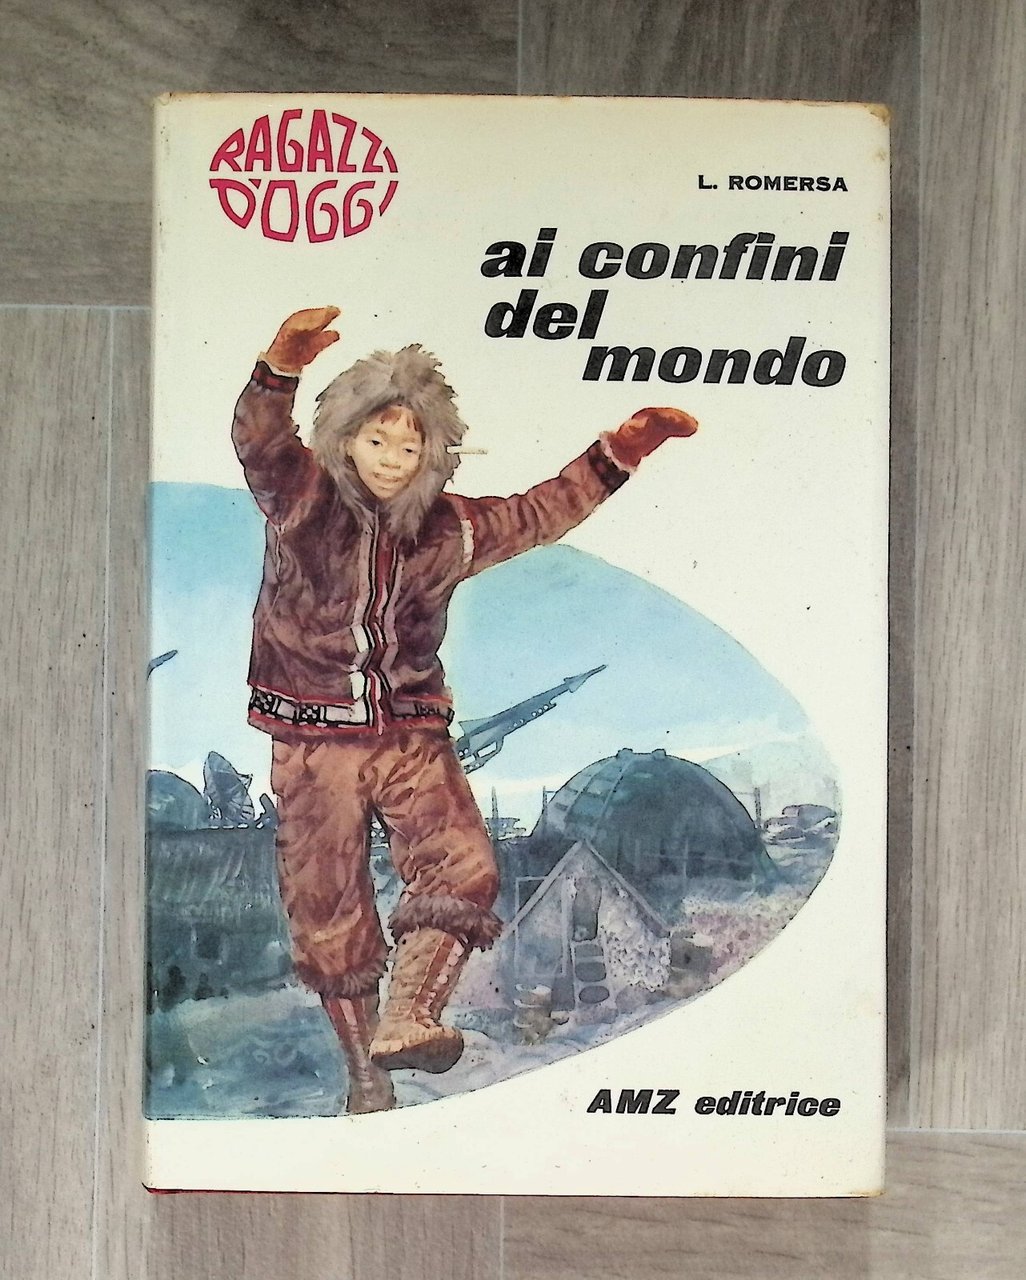 RAGAZZI
D'OGGI
L. ROMERSA
ai confini
del
mondo
AMZ editrice